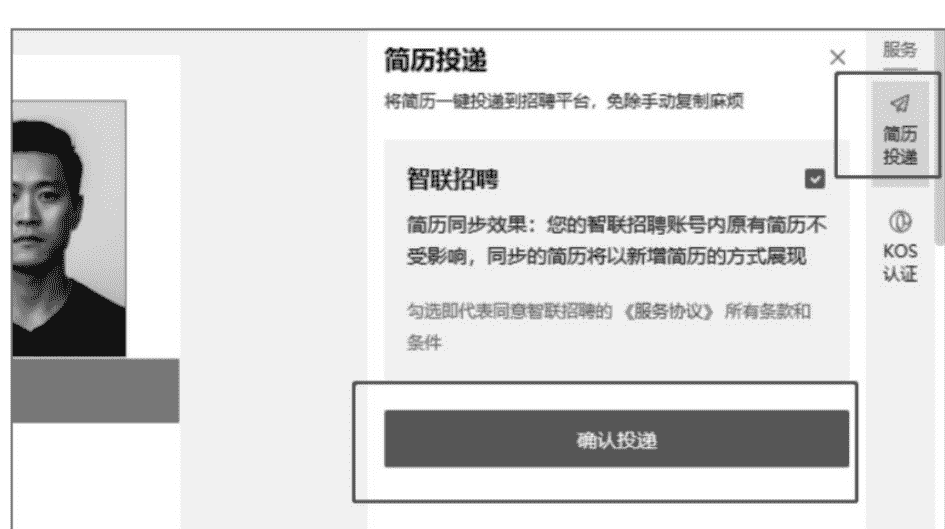 简历投递
将简历一键投递到招聘平台，免除手动复制麻烦
智联招聘
简历同步效果：您的智联招聘账号内原有简历不
受影响，同步的简历将以新增简历的方式展现
勾选即代表同意智联招聘的《服务协议》所有条款和
条件
确认投递
服务
简历
投递
KOS
认证